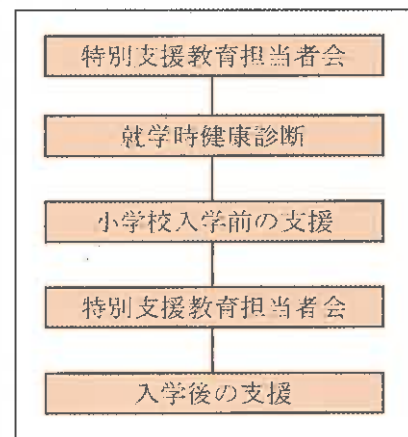 特別支援教育担当者会
就学時健康診断
小学校入学前の支援
特別支援教育担当者会
入学後の支援